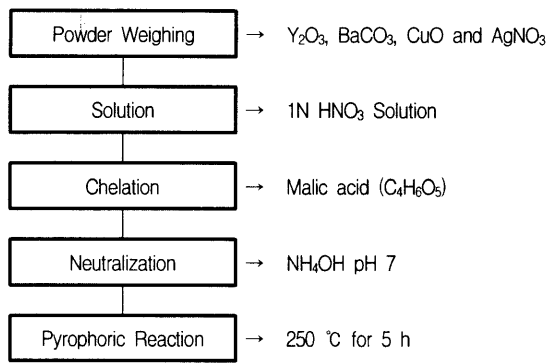 Powder Weighing → Y₂O₃, BaCO₃, CuO and AgNO₃
Solution → 1N HNO₃ Solution
Chelation → Malic acid (C₄H₆O₅)
Neutralization → NH₄OH pH 7
Pyrophoric Reaction → 250 ℃ for 5 h